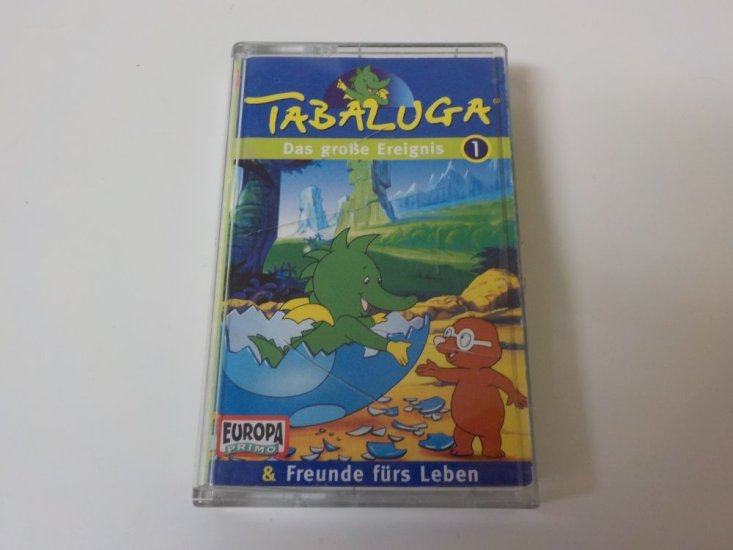 TABALUGA®
Das große Ereignis 1
EUROPA
PRIMO
& Freunde fürs Leben